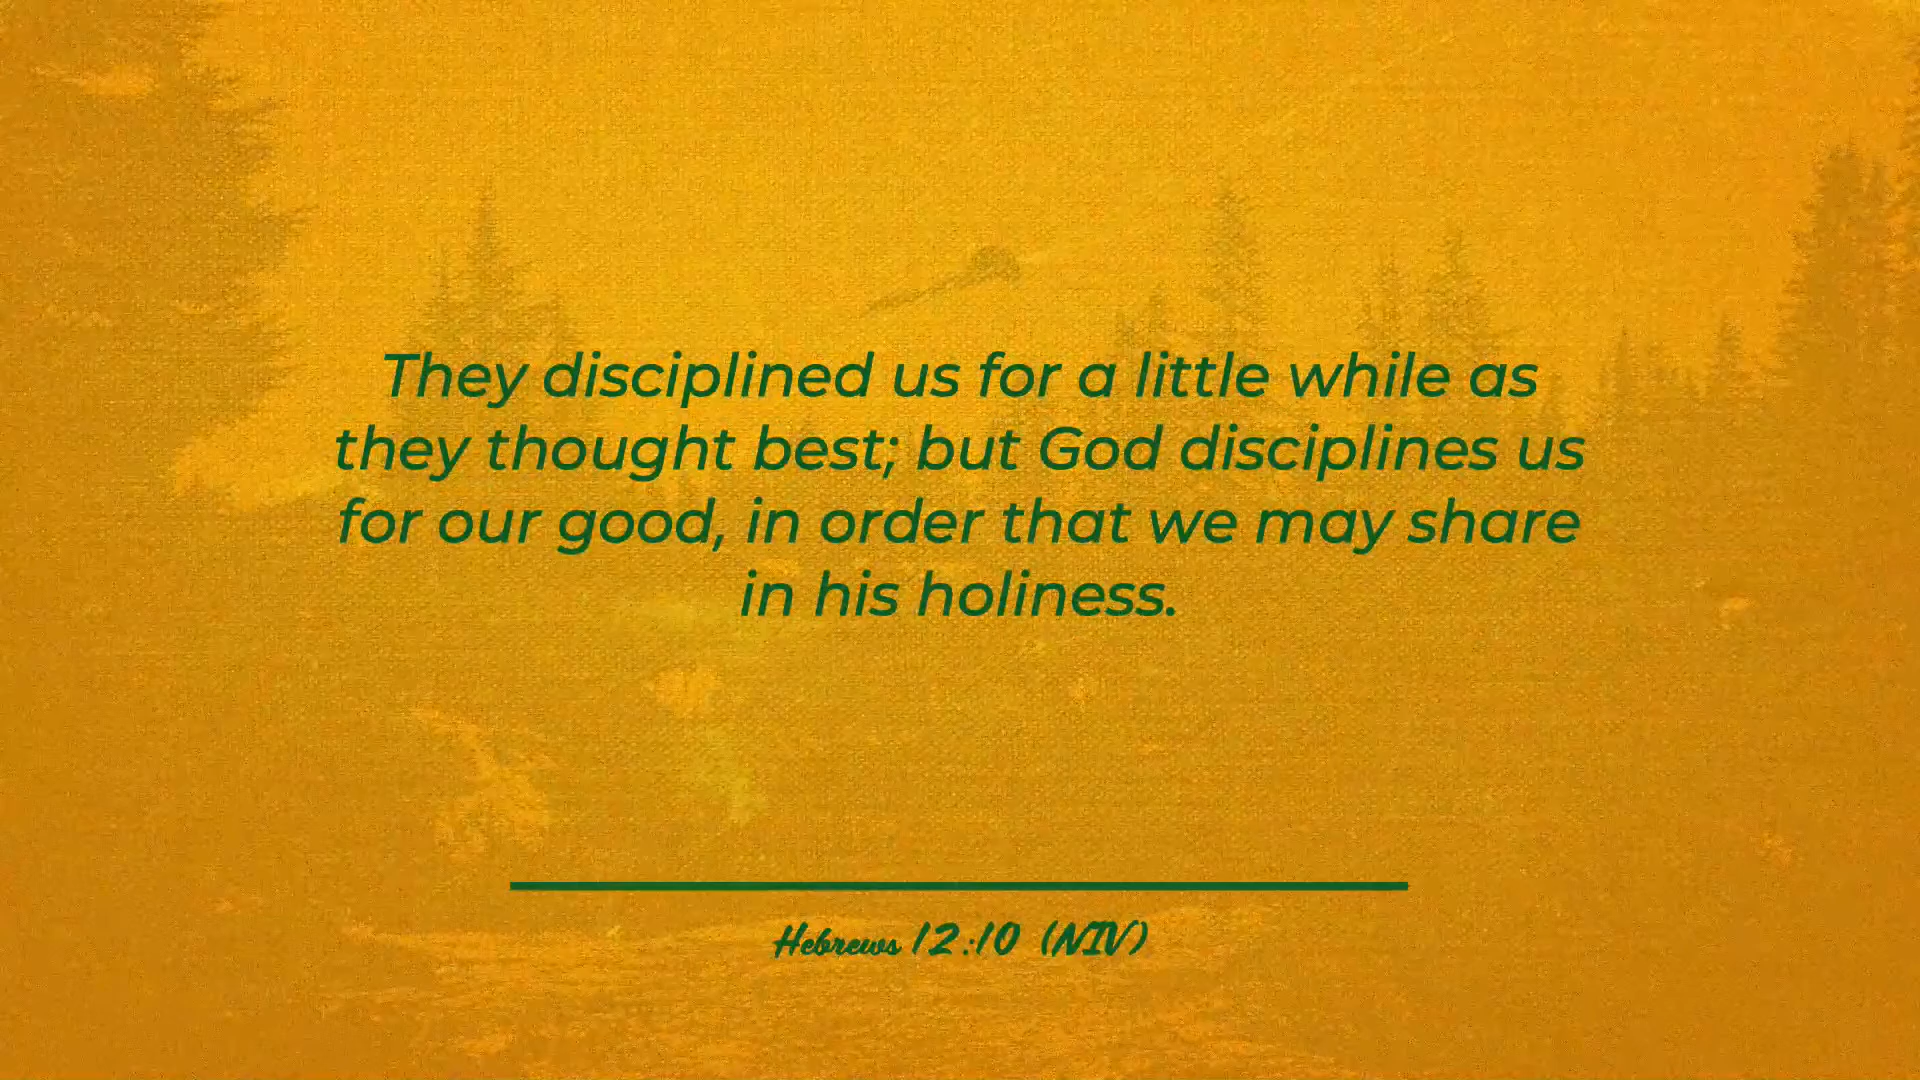 They disciplined us for a little while as
they thought best; but God disciplines us
for our good, in order that we may share
in his holiness.
Hebrews 12:10 (NIV)